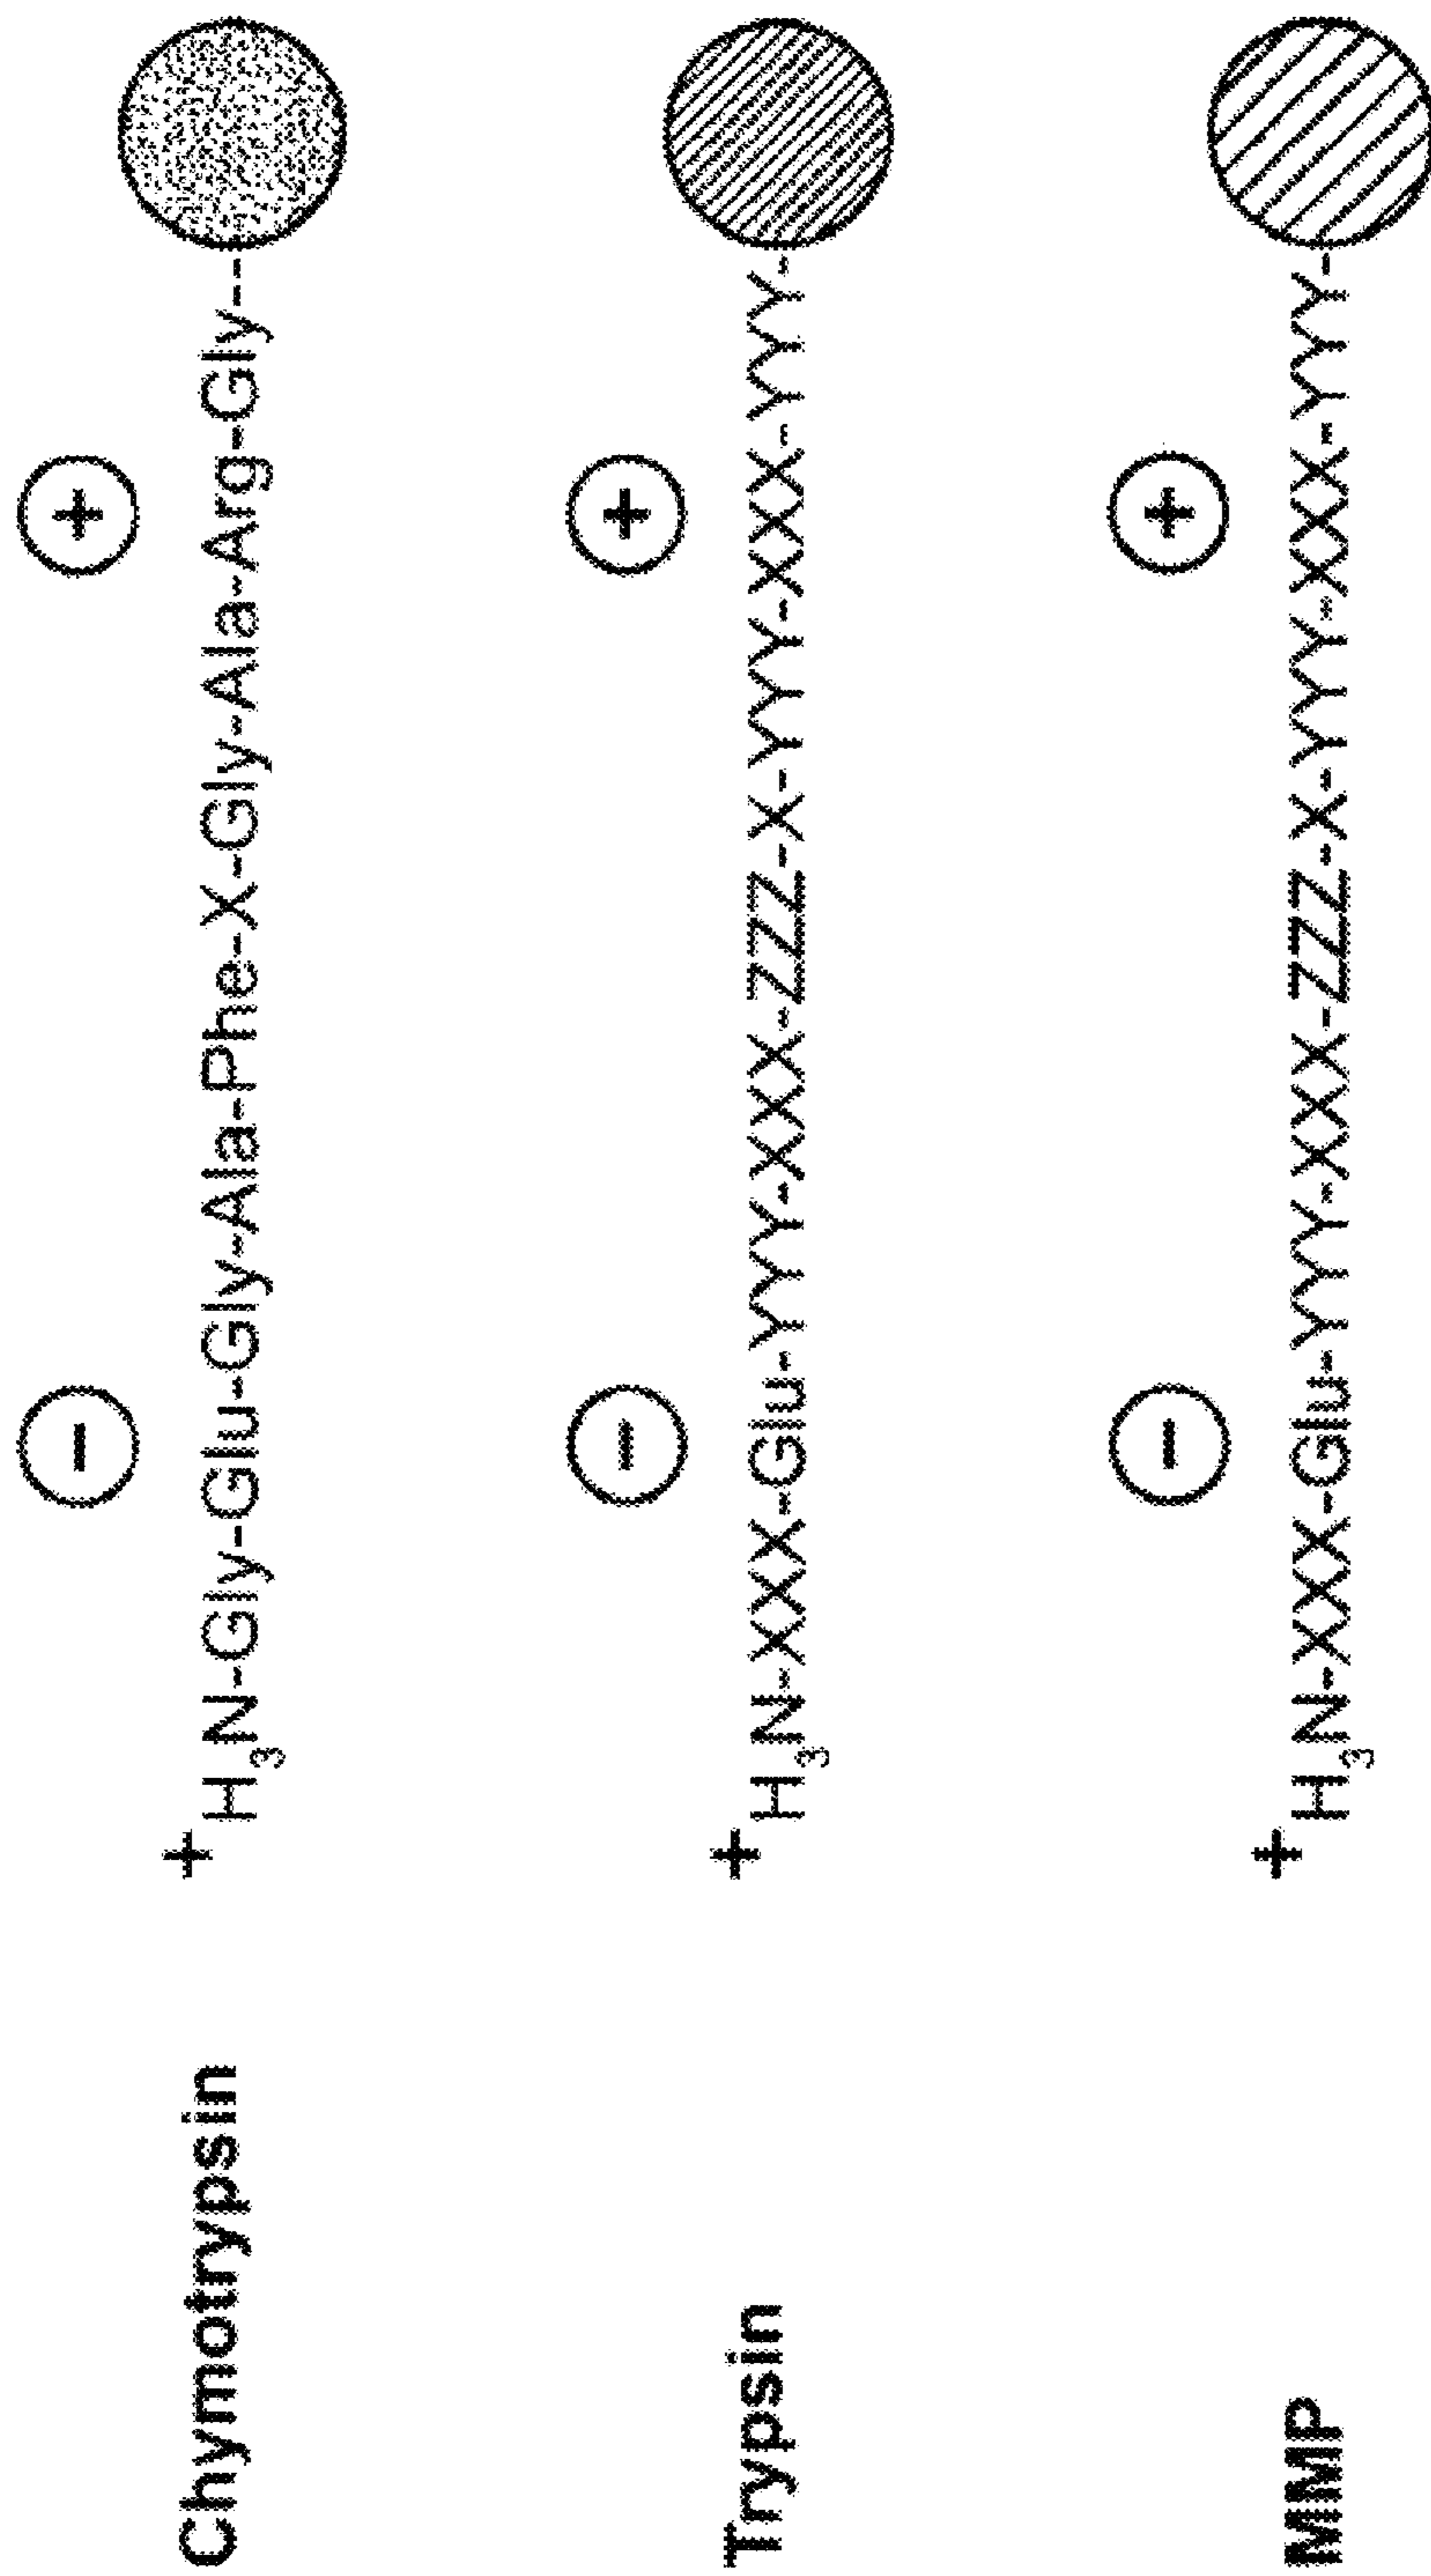 Chymotrypsin
+H3N-Gly-Glu-Gly-Ala-Phe-X-Gly-Ala-Arg-Gly--
− +
Trypsin
+H3N-XXX-Glu-YYY-XXX-ZZZ-X-YYY-XXX-YYY-
− +
MMP
+H3N-XXX-Glu-YYY-XXX-ZZZ-X-YYY-XXX-YYY-
− +